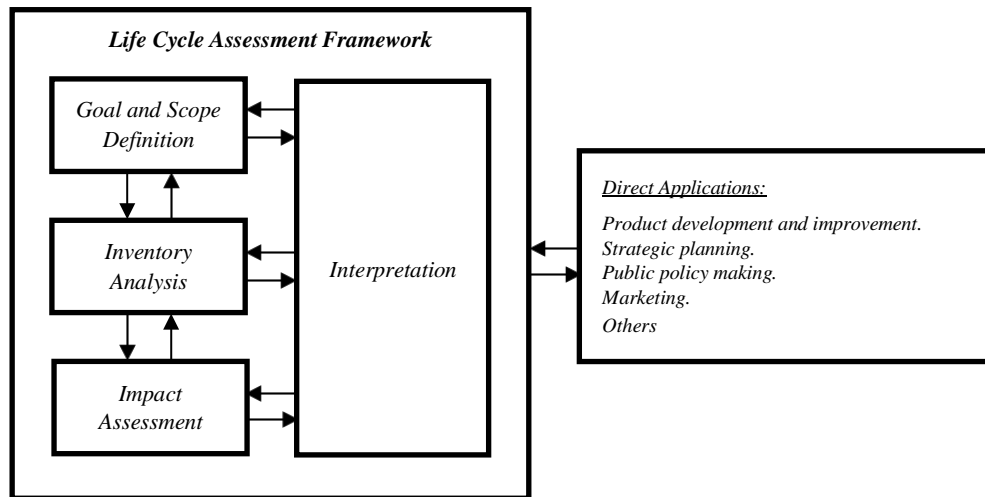 Life Cycle Assessment Framework
Goal and Scope
Definition
Inventory
Analysis
Impact
Assessment
Interpretation
Direct Applications:
Product development and improvement.
Strategic planning.
Public policy making.
Marketing.
Others